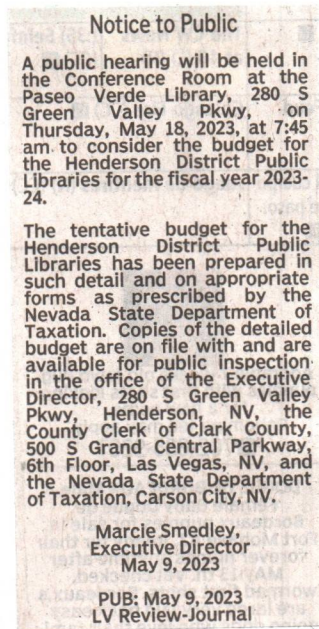 Notice to Public
A public hearing will be held in
the Conference Room at the
Paseo Verde Library, 280 S
Green Valley Pkwy, on
Thursday, May 18, 2023, at 7:45
am to consider the budget for
the Henderson District Public
Libraries for the fiscal year 2023-
24.
The tentative budget for the
Henderson District Public
Libraries has been prepared in
such detail and on appropriate
forms as prescribed by the
Nevada State Department of
Taxation. Copies of the detailed
budget are on file with and are
available for public inspection
in the office of the Executive
Director, 280 S Green Valley
Pkwy, Henderson, NV, the
County Clerk of Clark County,
500 S Grand Central Parkway,
6th Floor, Las Vegas, NV, and
the Nevada State Department
of Taxation, Carson City, NV.
Marcie Smedley,
Executive Director
May 9, 2023
PUB: May 9, 2023
LV Review-Journal